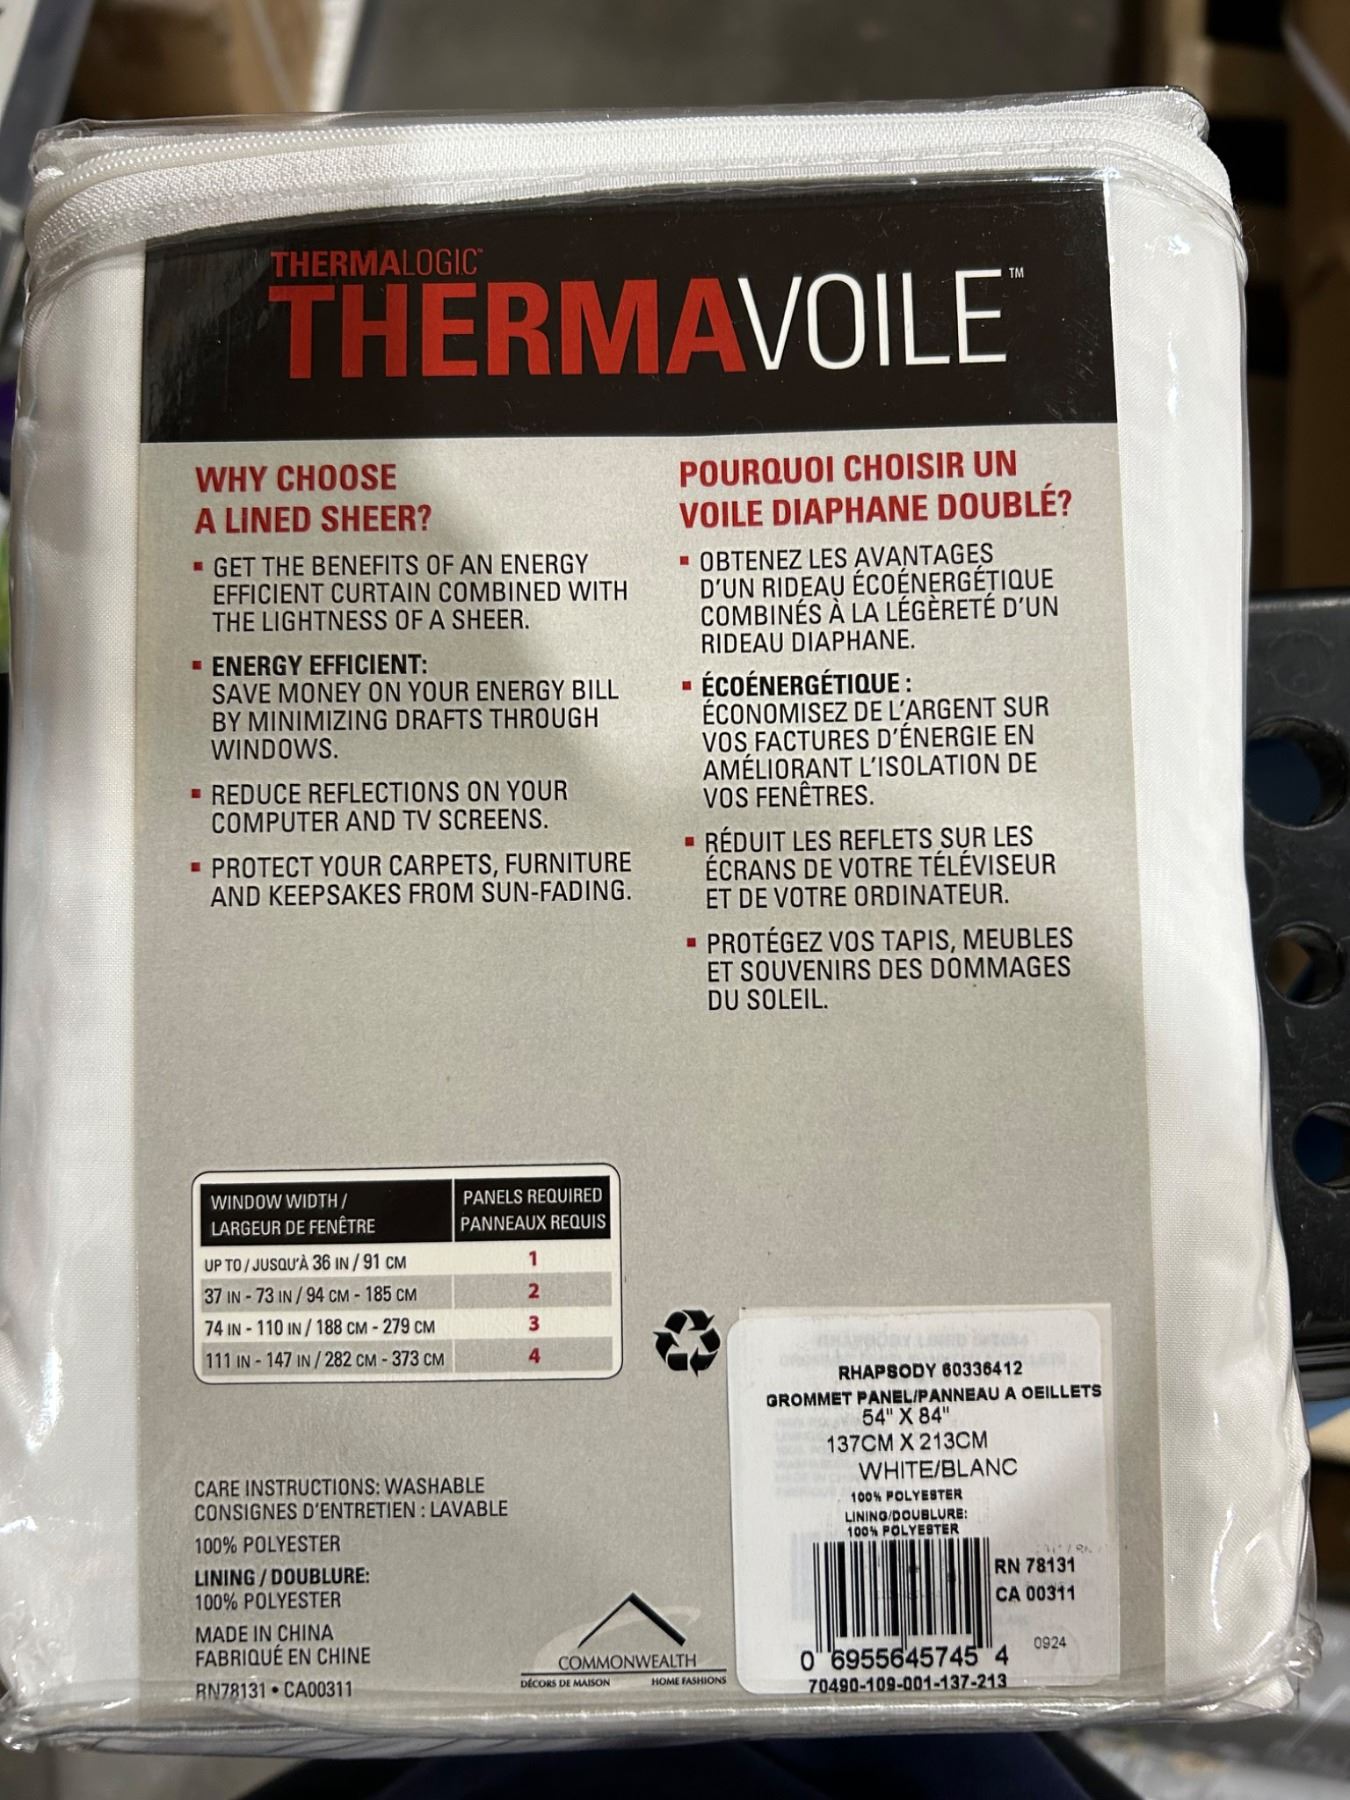 THERMALOGIC™
THERMAVOILE™
WHY CHOOSE
A LINED SHEER?
▪ GET THE BENEFITS OF AN ENERGY
EFFICIENT CURTAIN COMBINED WITH
THE LIGHTNESS OF A SHEER.
▪ ENERGY EFFICIENT:
SAVE MONEY ON YOUR ENERGY BILL
BY MINIMIZING DRAFTS THROUGH
WINDOWS.
▪ REDUCE REFLECTIONS ON YOUR
COMPUTER AND TV SCREENS.
▪ PROTECT YOUR CARPETS, FURNITURE
AND KEEPSAKES FROM SUN-FADING.
POURQUOI CHOISIR UN
VOILE DIAPHANE DOUBLÉ?
▪ OBTENEZ LES AVANTAGES
D'UN RIDEAU ÉCOÉNERGÉTIQUE
COMBINÉS À LA LÉGÈRETÉ D'UN
RIDEAU DIAPHANE.
▪ ÉCOÉNERGÉTIQUE :
ÉCONOMISEZ DE L'ARGENT SUR
VOS FACTURES D'ÉNERGIE EN
AMÉLIORANT L'ISOLATION DE
VOS FENÊTRES.
▪ RÉDUIT LES REFLETS SUR LES
ÉCRANS DE VOTRE TÉLÉVISEUR
ET DE VOTRE ORDINATEUR.
▪ PROTÉGEZ VOS TAPIS, MEUBLES
ET SOUVENIRS DES DOMMAGES
DU SOLEIL.
WINDOW WIDTH / PANELS REQUIRED
LARGEUR DE FENÊTRE PANNEAUX REQUIS
UP TO / JUSQU'À 36 IN / 91 CM 1
37 IN - 73 IN / 94 CM - 185 CM 2
74 IN - 110 IN / 188 CM - 279 CM 3
111 IN - 147 IN / 282 CM - 373 CM 4
CARE INSTRUCTIONS: WASHABLE
CONSIGNES D'ENTRETIEN : LAVABLE
100% POLYESTER
LINING / DOUBLURE:
100% POLYESTER
MADE IN CHINA
FABRIQUÉ EN CHINE
RN78131 • CA00311
COMMONWEALTH
DÉCORS DE MAISON HOME FASHIONS
RHAPSODY 60336412
GROMMET PANEL/PANNEAU A OEILLETS
54" X 84"
137CM X 213CM
WHITE/BLANC
100% POLYESTER
LINING/DOUBLURE:
100% POLYESTER
RN 78131
CA 00311
0924
0 6955645745 4
70490-109-001-137-213